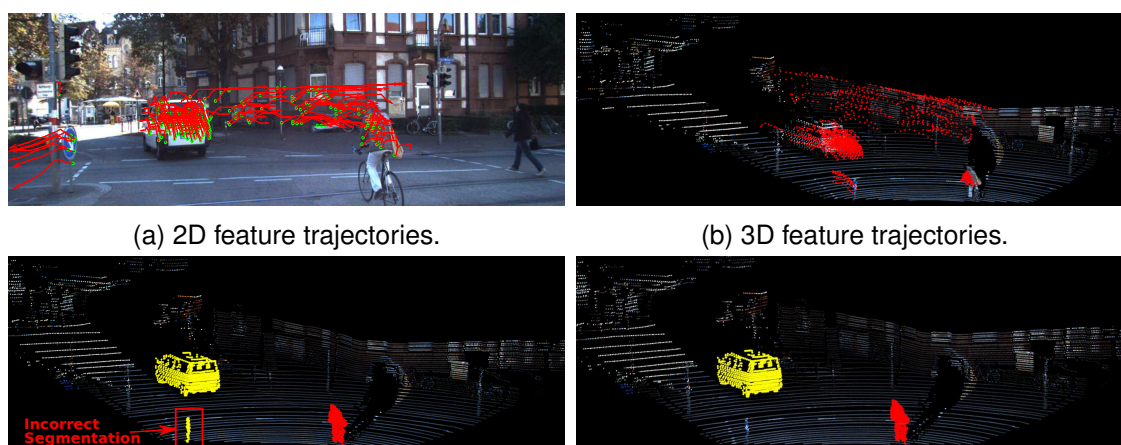 (a) 2D feature trajectories.
(b) 3D feature trajectories.
Incorrect
Segmentation